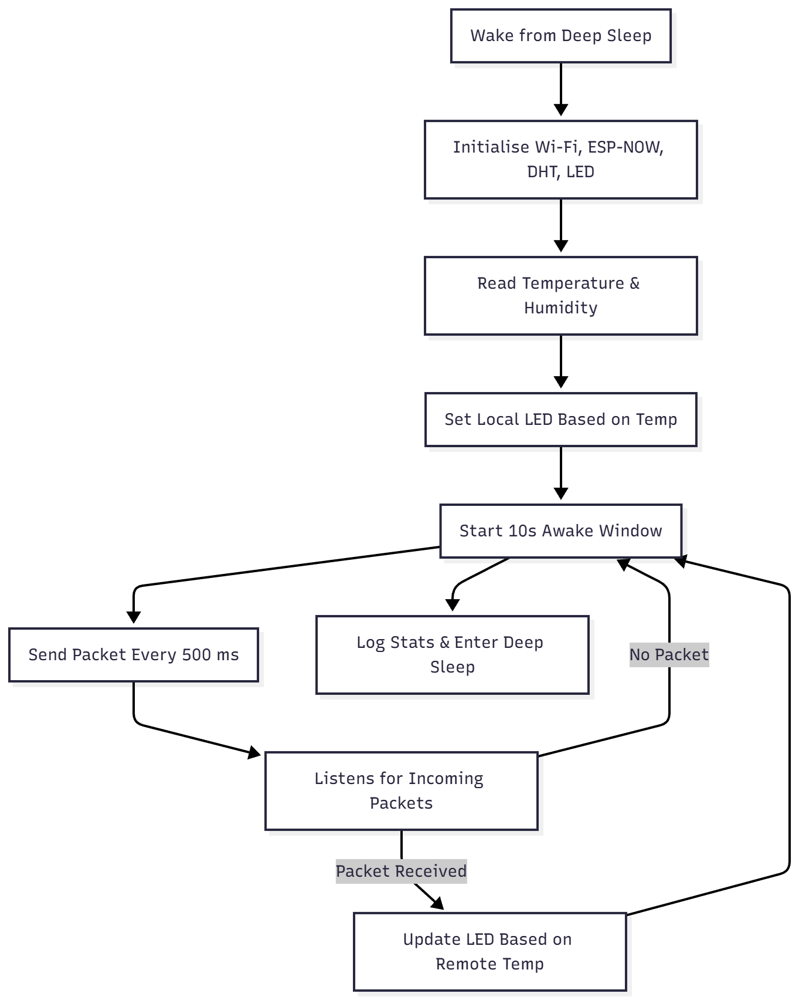 Wake from Deep Sleep
Initialise Wi-Fi, ESP-NOW,
DHT, LED
Read Temperature &
Humidity
Set Local LED Based on Temp
Start 10s Awake Window
Send Packet Every 500 ms
Log Stats & Enter Deep
Sleep
No Packet
Listens for Incoming
Packets
Packet Received
Update LED Based on
Remote Temp